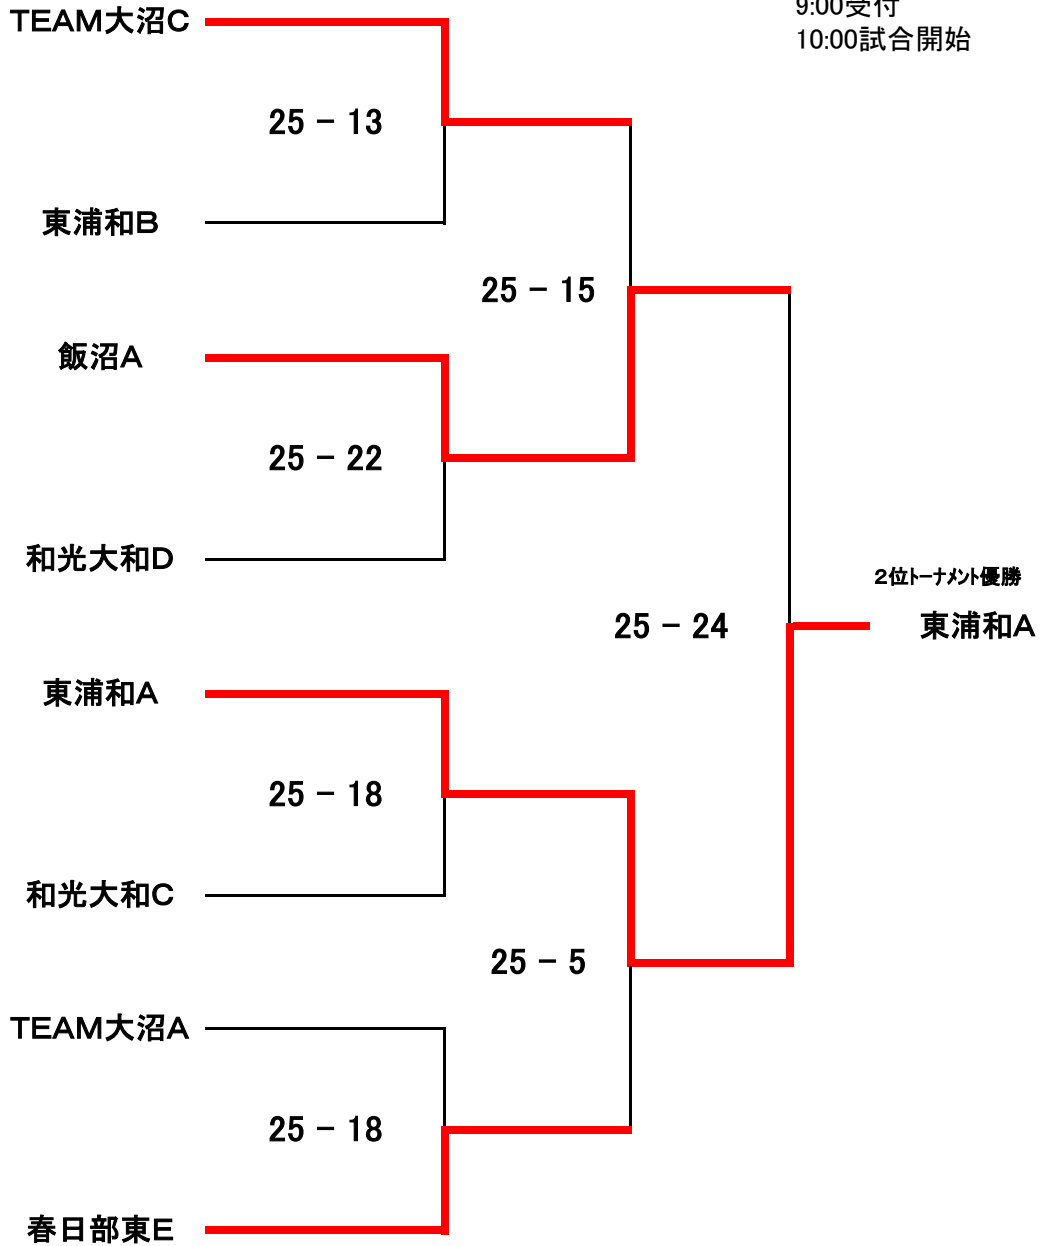 9:00受付
10:00試合開始
TEAM大沼C
25 － 13
東浦和B
25 － 15
飯沼A
25 － 22
和光大和D
2位トーナメント優勝
25 － 24
東浦和A
東浦和A
25 － 18
和光大和C
25 － 5
TEAM大沼A
25 － 18
春日部東E